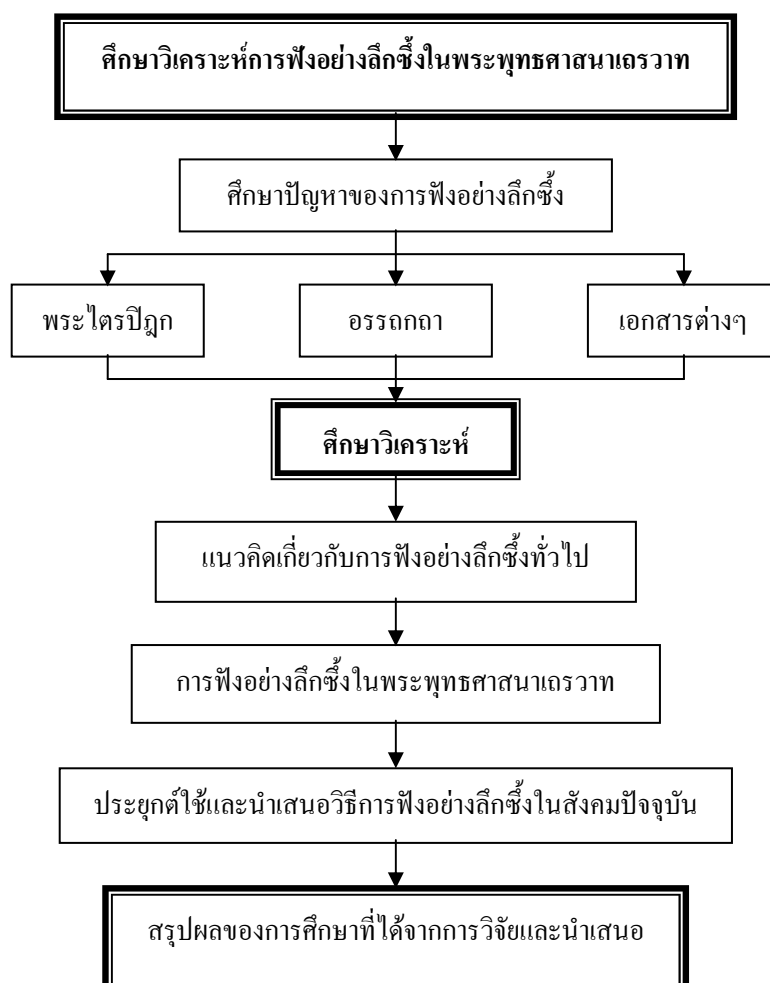 ศึกษาวิเคราะห์การฟังอย่างลึกซึ้งในพระพุทธศาสนาเถรวาท
ศึกษาปัญหาของการฟังอย่างลึกซึ้ง
พระไตรปิฎก
อรรถกถา
เอกสารต่างๆ
ศึกษาวิเคราะห์
แนวคิดเกี่ยวกับการฟังอย่างลึกซึ้งทั่วไป
การฟังอย่างลึกซึ้งในพระพุทธศาสนาเถรวาท
ประยุกต์ใช้และนำเสนอวิธีการฟังอย่างลึกซึ้งในสังคมปัจจุบัน
สรุปผลของการศึกษาที่ได้จากการวิจัยและนำเสนอ